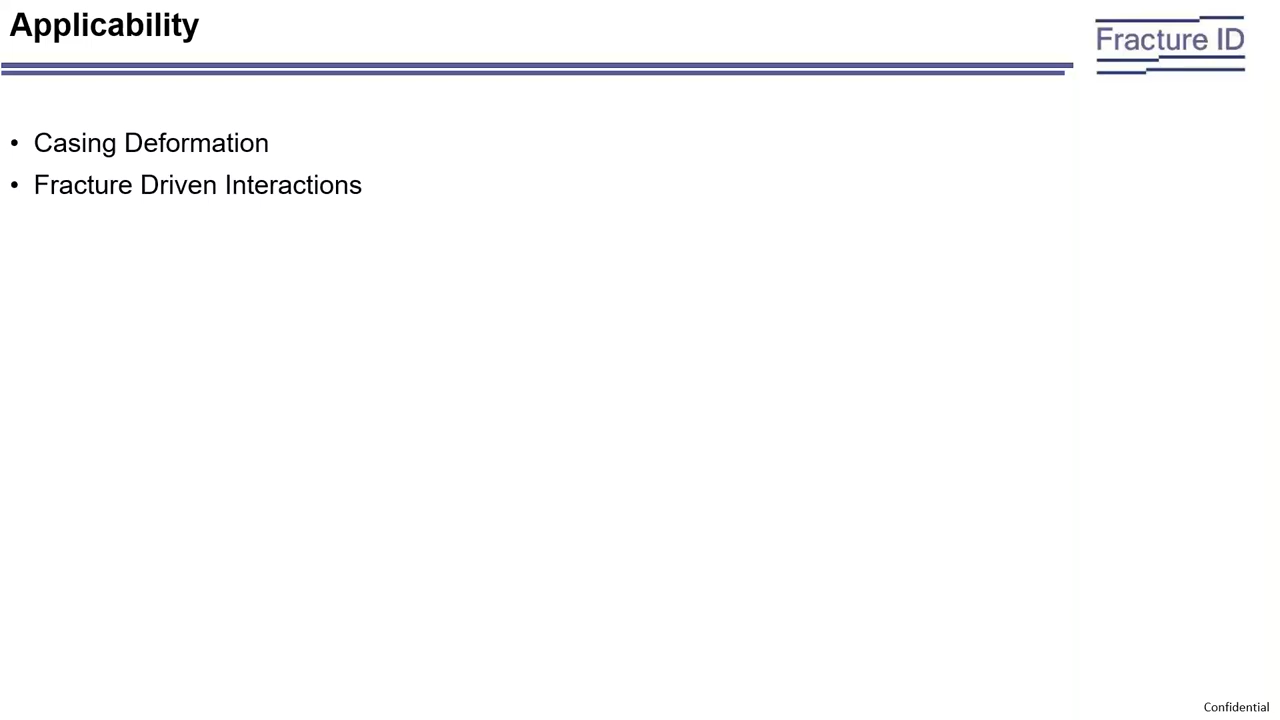 Applicability
Fracture ID
• Casing Deformation
• Fracture Driven Interactions
Confidential